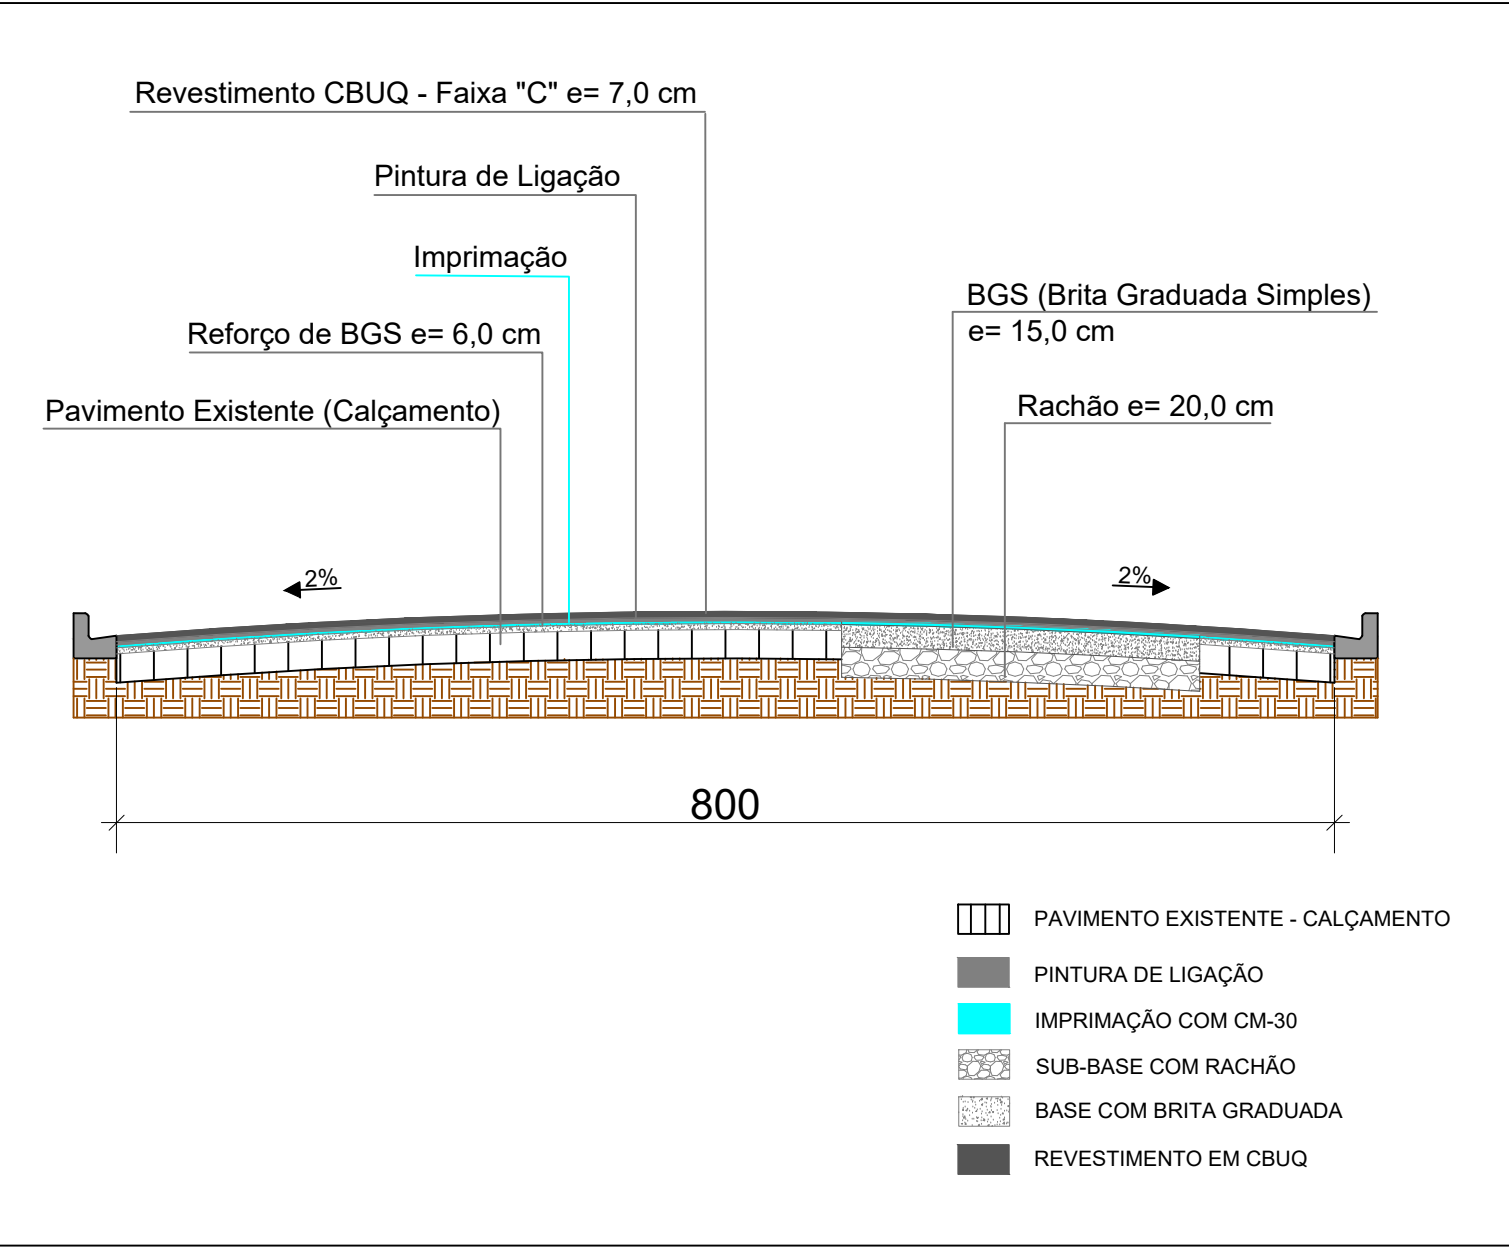 Revestimento CBUQ - Faixa "C" e= 7,0 cm
Pintura de Ligação
Imprimação
Reforço de BGS e= 6,0 cm
Pavimento Existente (Calçamento)
BGS (Brita Graduada Simples)
e= 15,0 cm
Rachão e= 20,0 cm
2%
2%
800
PAVIMENTO EXISTENTE - CALÇAMENTO
PINTURA DE LIGAÇÃO
IMPRIMAÇÃO COM CM-30
SUB-BASE COM RACHÃO
BASE COM BRITA GRADUADA
REVESTIMENTO EM CBUQ